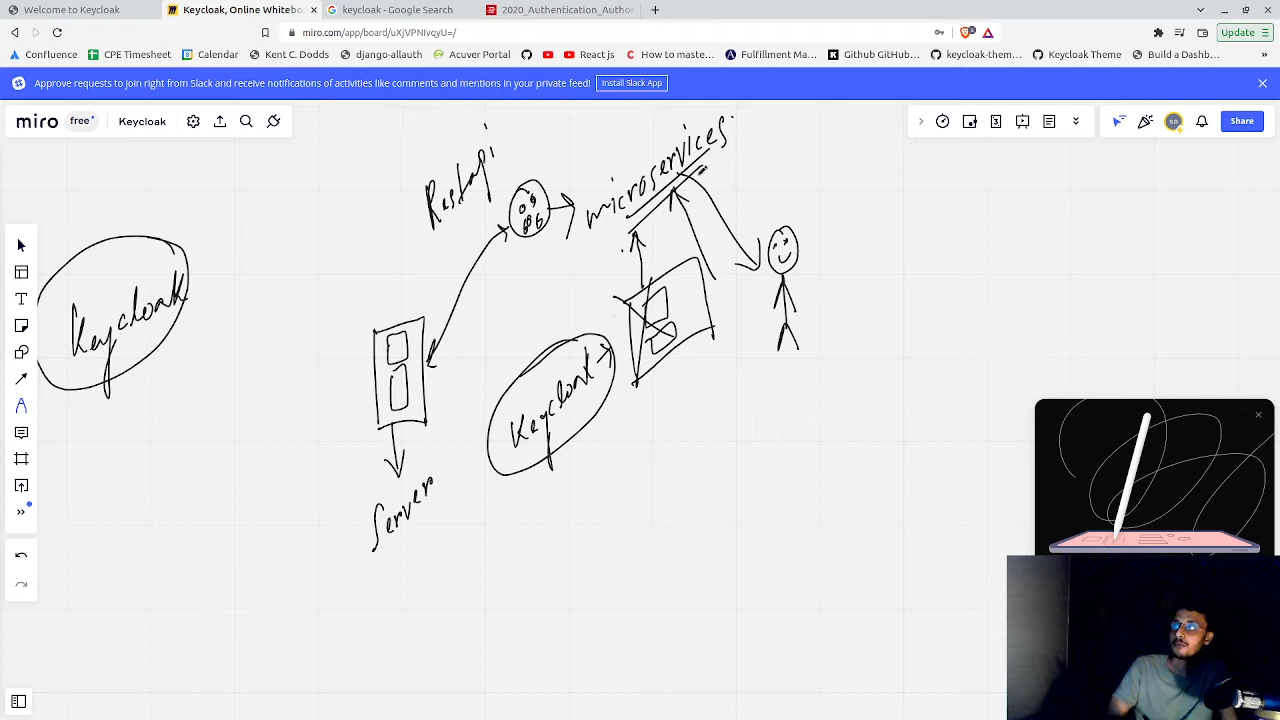 Welcome to Keycloak
Keycloak, Online Whiteboa
keycloak - Google Search
2020_Authentication_Author
miro.com/app/board/uXjVPNIvqyU=/
Update
Confluence
CPE Timesheet
Calendar
Kent C. Dodds
django-allauth
Acuver Portal
React js
How to maste...
Fulfillment Ma...
Github GitHub...
keycloak-them...
Keycloak Theme
Build a Dashb...
Approve requests to join right from Slack and receive notifications of activities like comments and mentions in your private feed!
Install Slack App
miro
free
Keycloak
Share
Restapi
microservices
Keycloak
Keycloak
Server